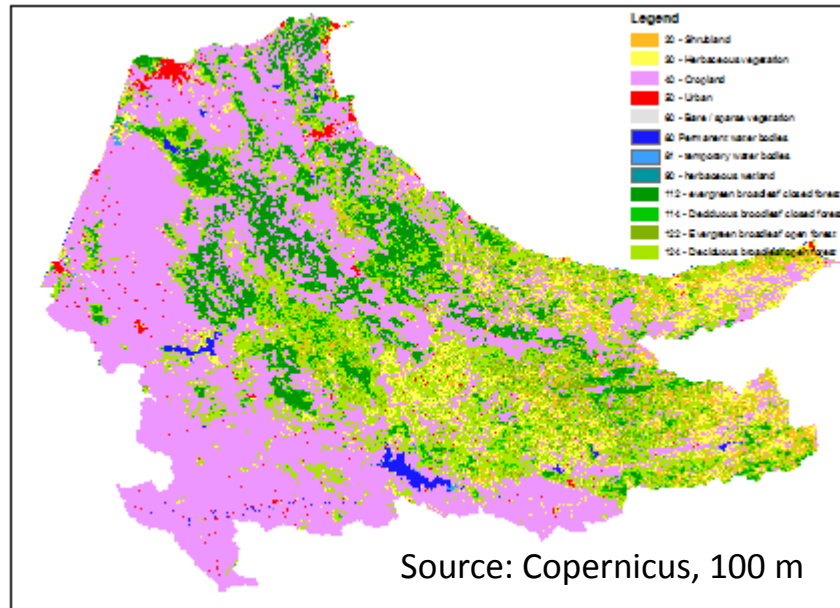 Legend
20 - Shrubland
30 - Herbaceous vegetation
40 - Cropland
50 - Urban
60 - Bare / sparse vegetation
80 Permanent water bodies
81 - temporary water bodies
90 - herbaceous wetland
112 - evergreen broadleaf closed forest
114 - Decidous broadleaf closed fores
122 - Evergreen broadleaf open forest
124 - Deciduous broadleaf open forest
Source: Copernicus, 100 m